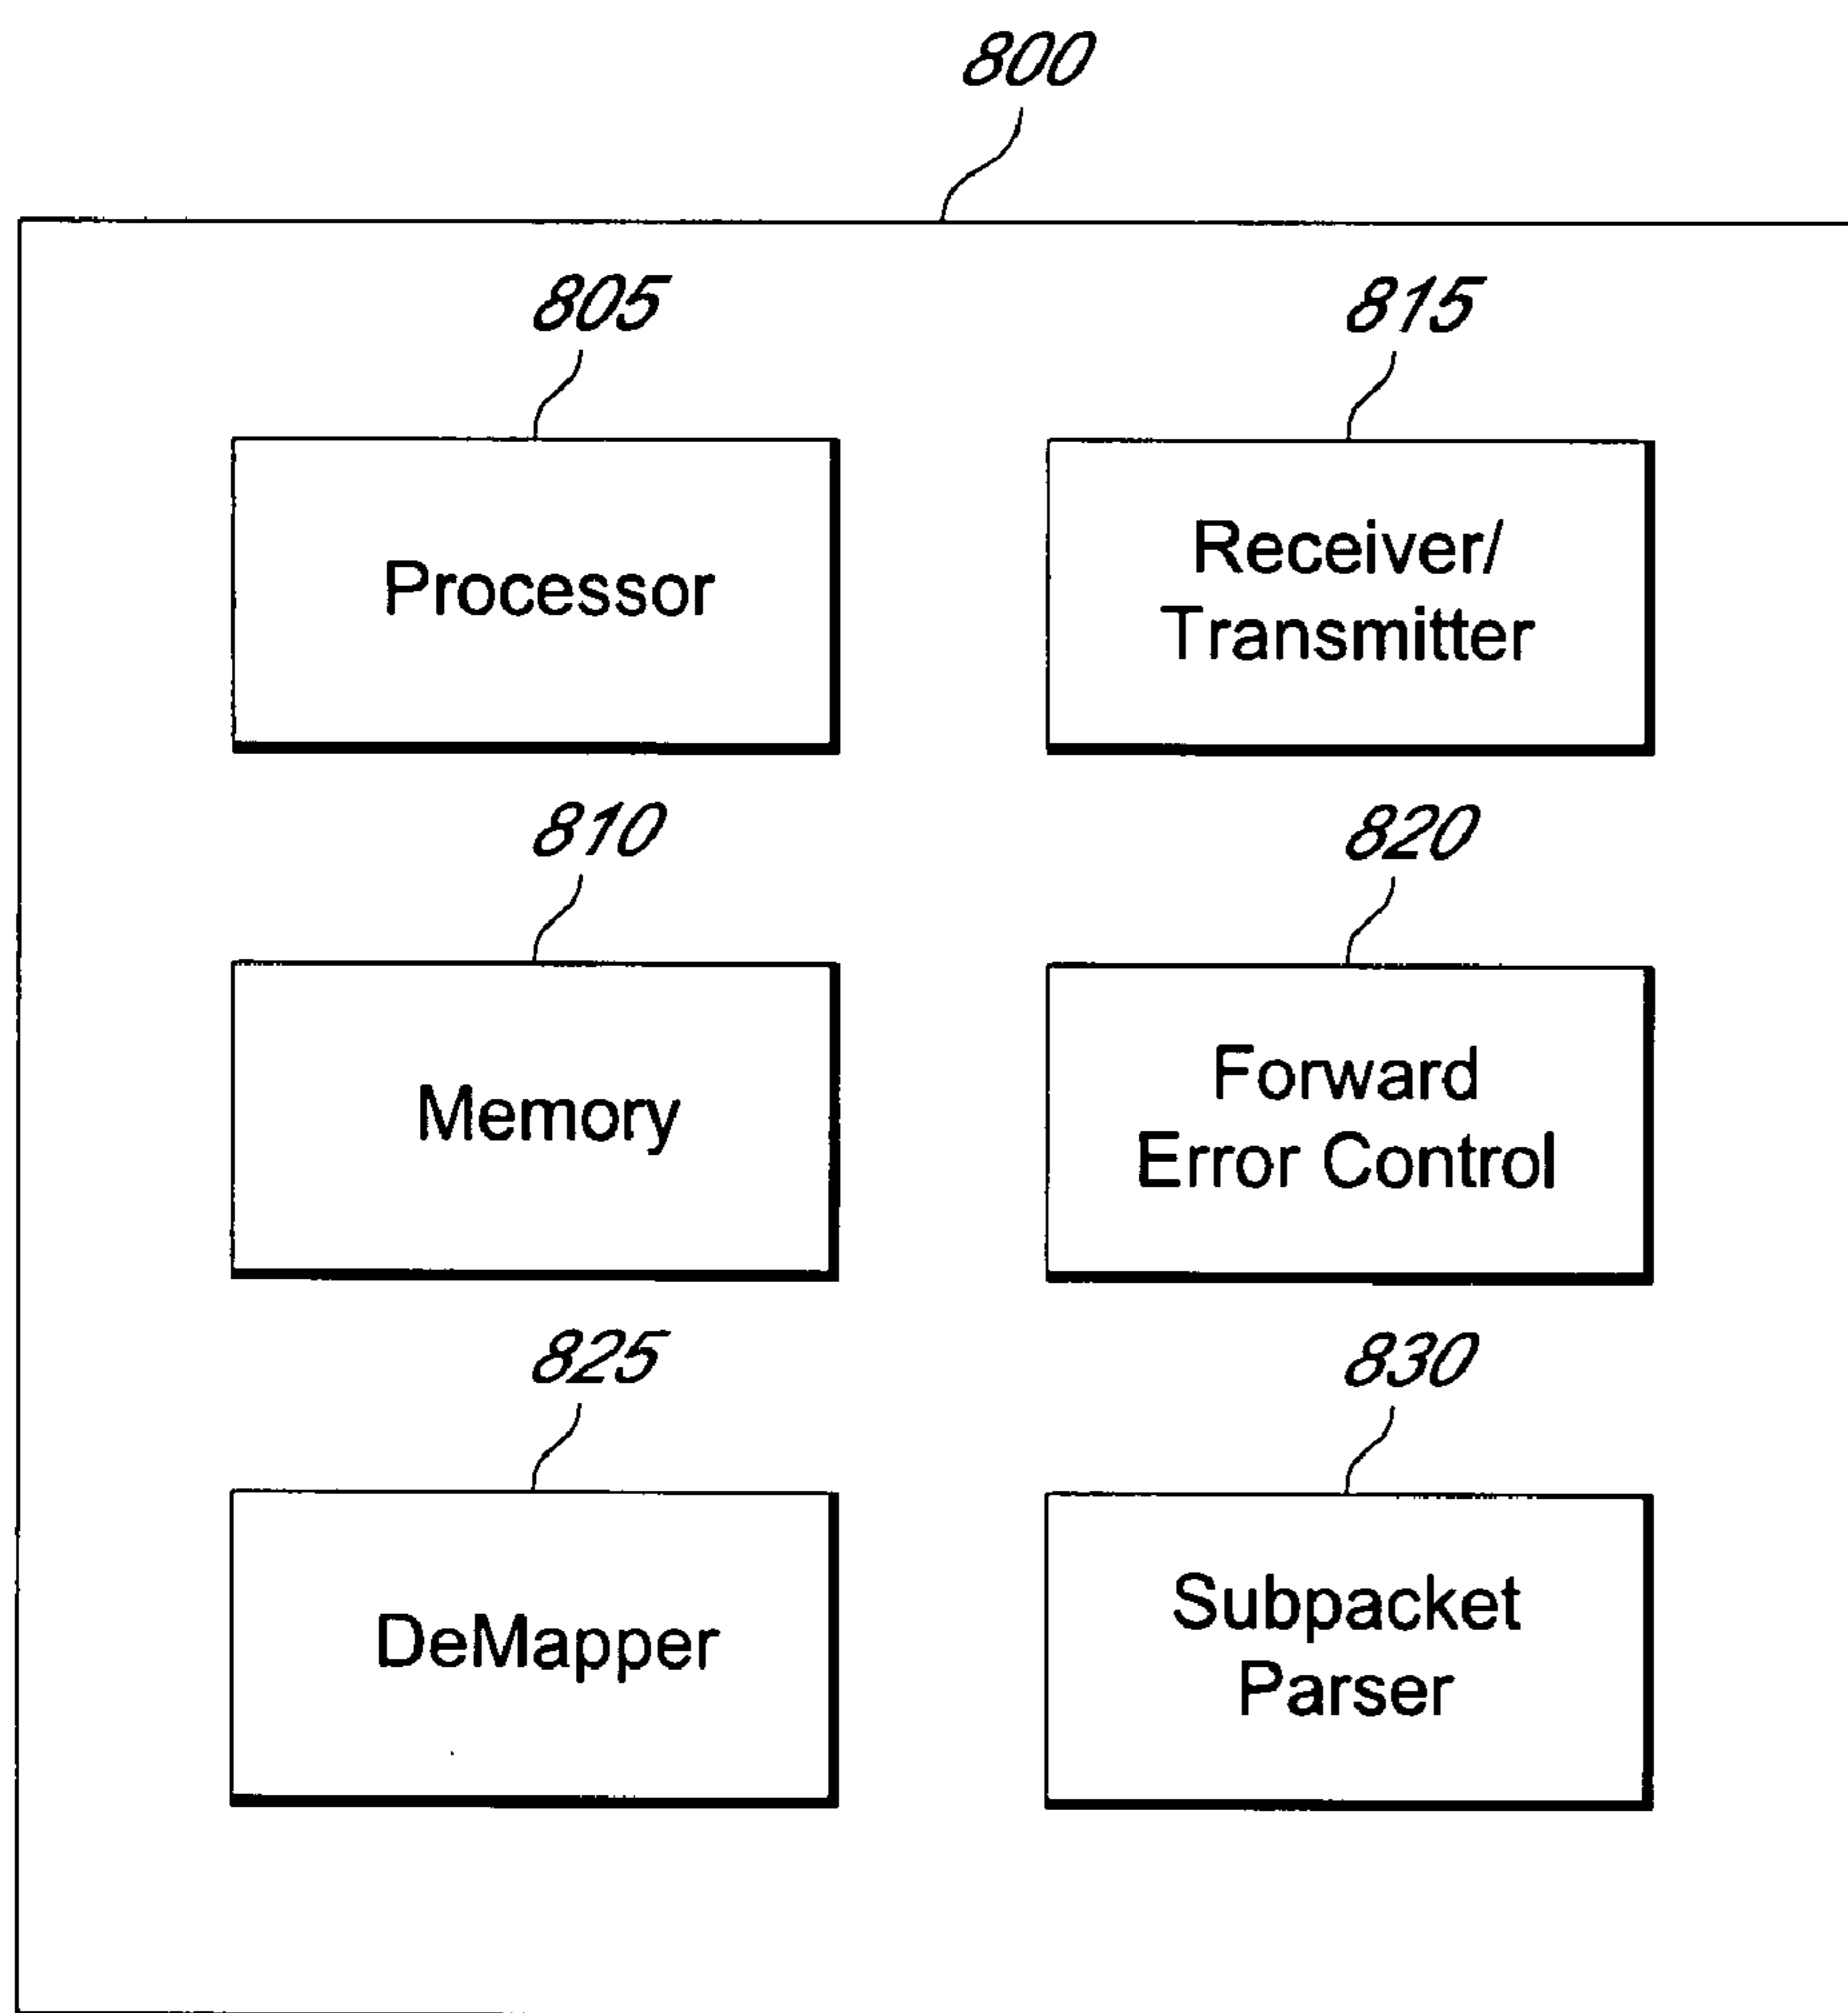 800
805
815
Processor
Receiver/
Transmitter
810
820
Memory
Forward
Error Control
825
830
DeMapper
Subpacket
Parser